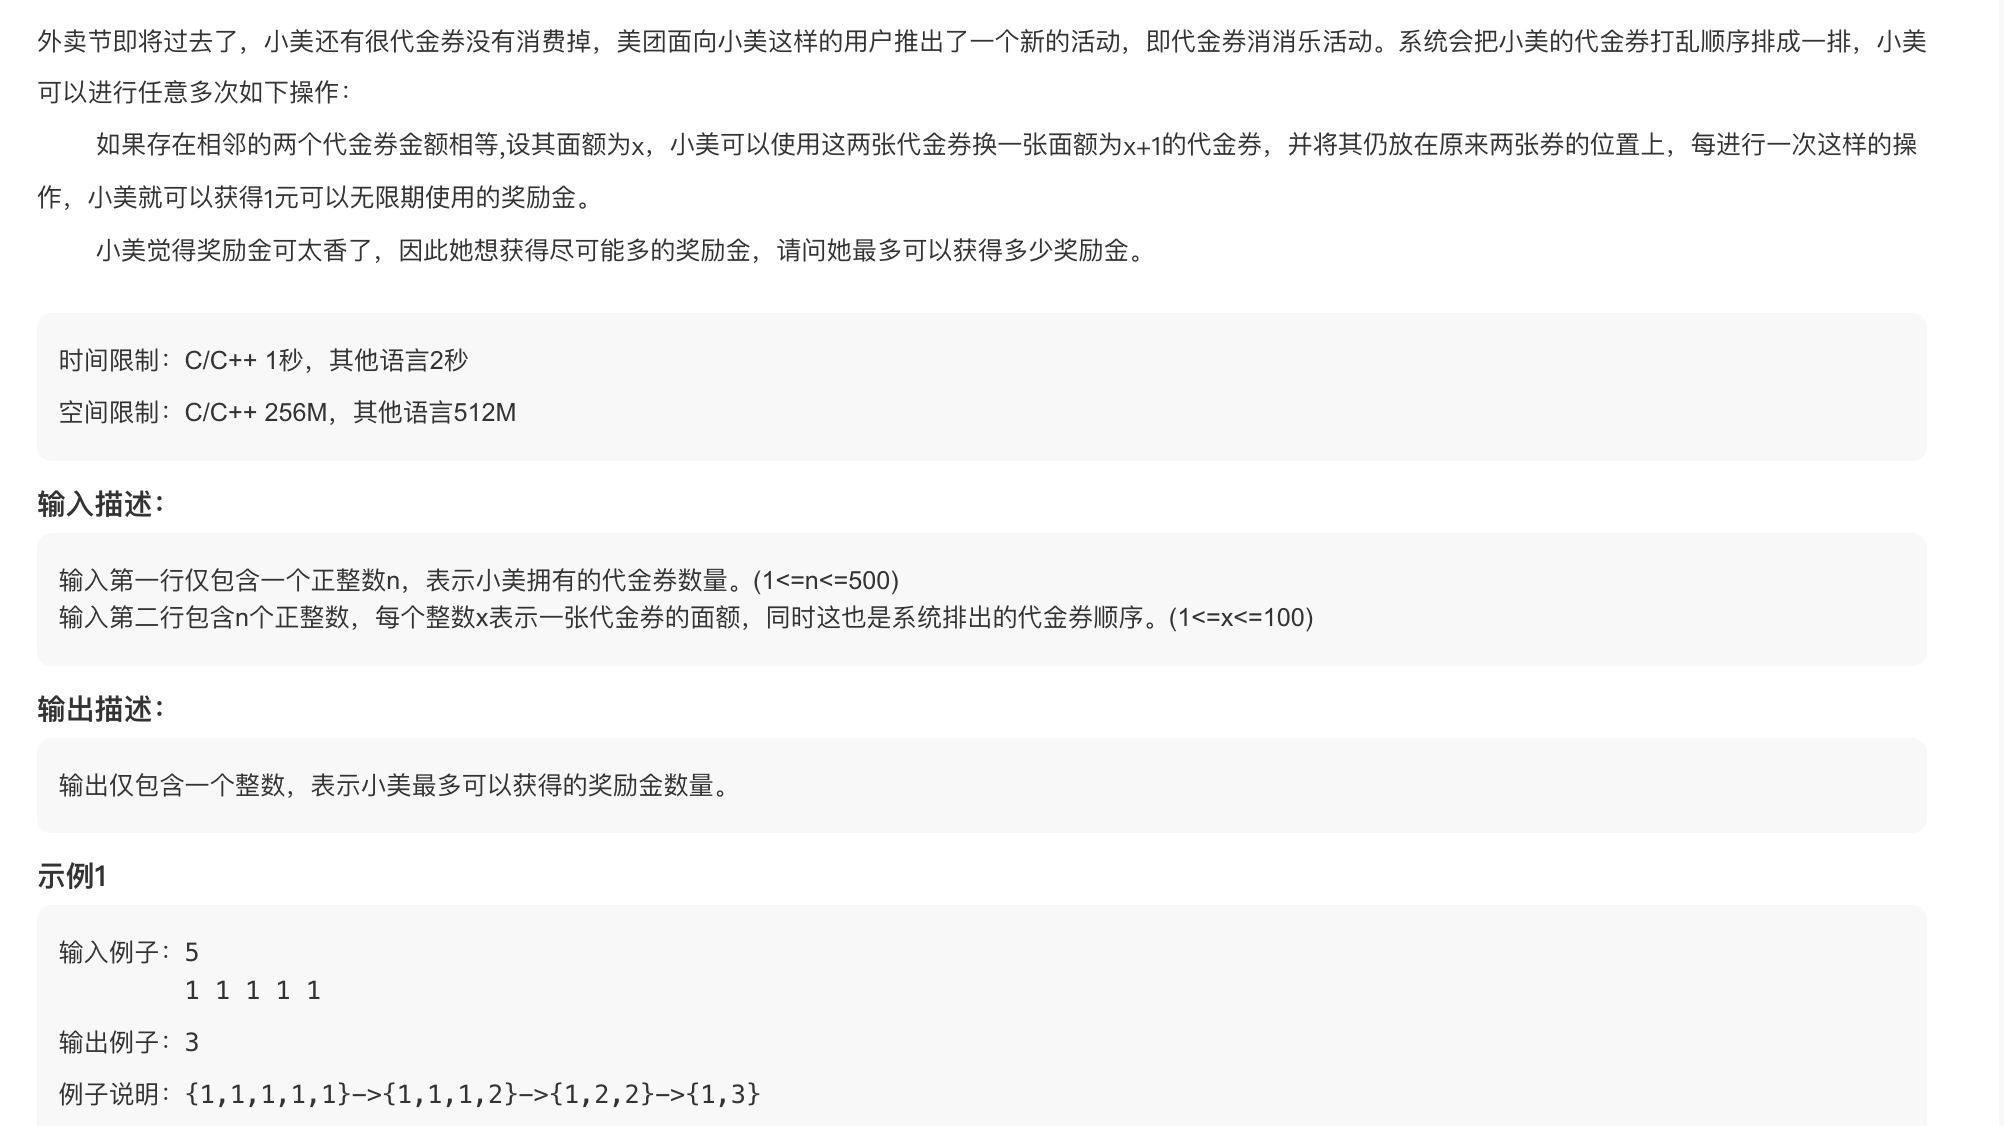 外卖节即将过去了，小美还有很代金券没有消费掉，美团面向小美这样的用户推出了一个新的活动，即代金券消消乐活动。系统会把小美的代金券打乱顺序排成一排，小美
可以进行任意多次如下操作：
如果存在相邻的两个代金券金额相等,设其面额为x，小美可以使用这两张代金券换一张面额为x+1的代金券，并将其仍放在原来两张券的位置上，每进行一次这样的操
作，小美就可以获得1元可以无限期使用的奖励金。
小美觉得奖励金可太香了，因此她想获得尽可能多的奖励金，请问她最多可以获得多少奖励金。
时间限制：C/C++ 1秒，其他语言2秒
空间限制：C/C++ 256M，其他语言512M
输入描述：
输入第一行仅包含一个正整数n，表示小美拥有的代金券数量。(1<=n<=500)
输入第二行包含n个正整数，每个整数x表示一张代金券的面额，同时这也是系统排出的代金券顺序。(1<=x<=100)
输出描述：
输出仅包含一个整数，表示小美最多可以获得的奖励金数量。
示例1
输入例子：5
1 1 1 1 1
输出例子：3
例子说明：{1,1,1,1,1}->{1,1,1,2}->{1,2,2}->{1,3}